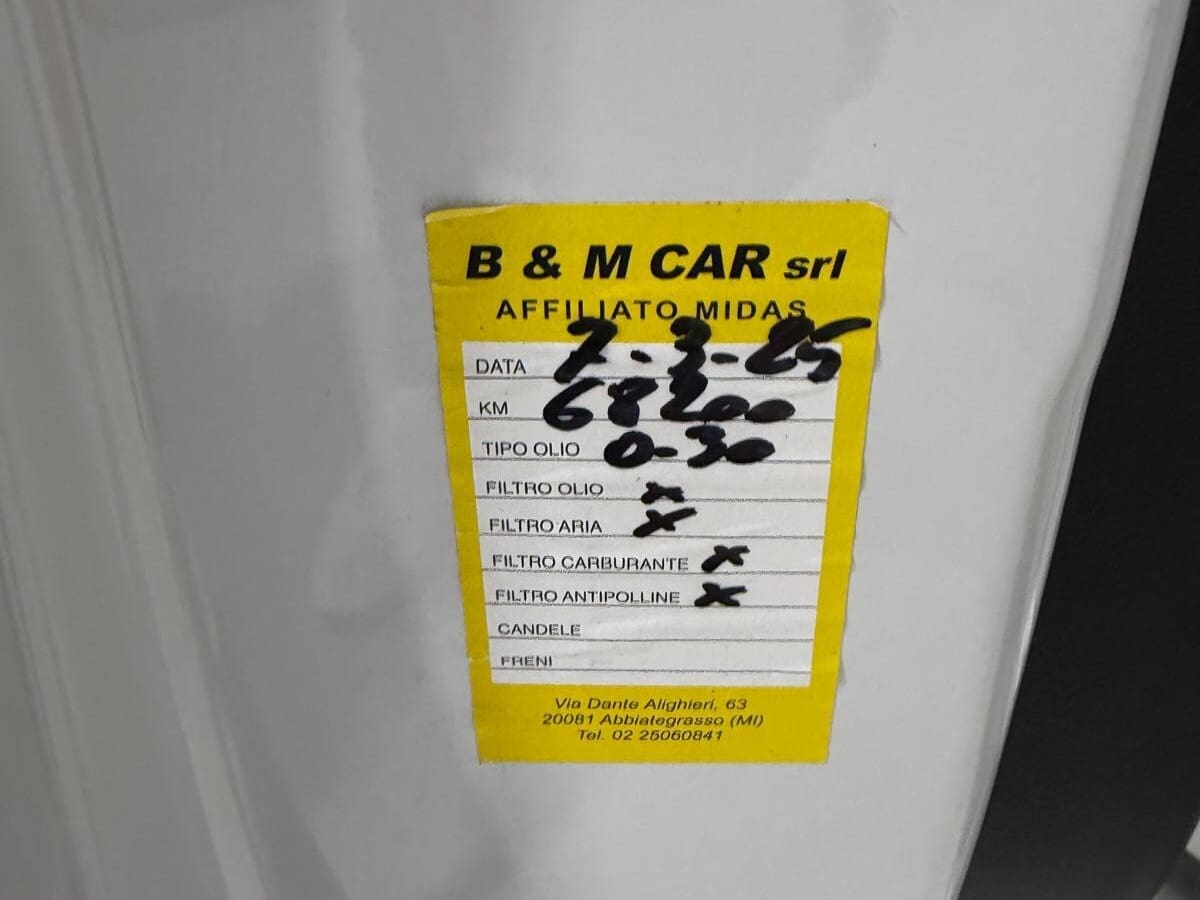 B & M CAR srl
AFFILIATO MIDAS
DATA 7-3-25
KM 68200
TIPO OLIO 0-30
FILTRO OLIO x
FILTRO ARIA x
FILTRO CARBURANTE x
FILTRO ANTIPOLLINE x
CANDELE
FRENI
Via Dante Alighieri, 63
20081 Abbiategrasso (MI)
Tel. 02 25060841